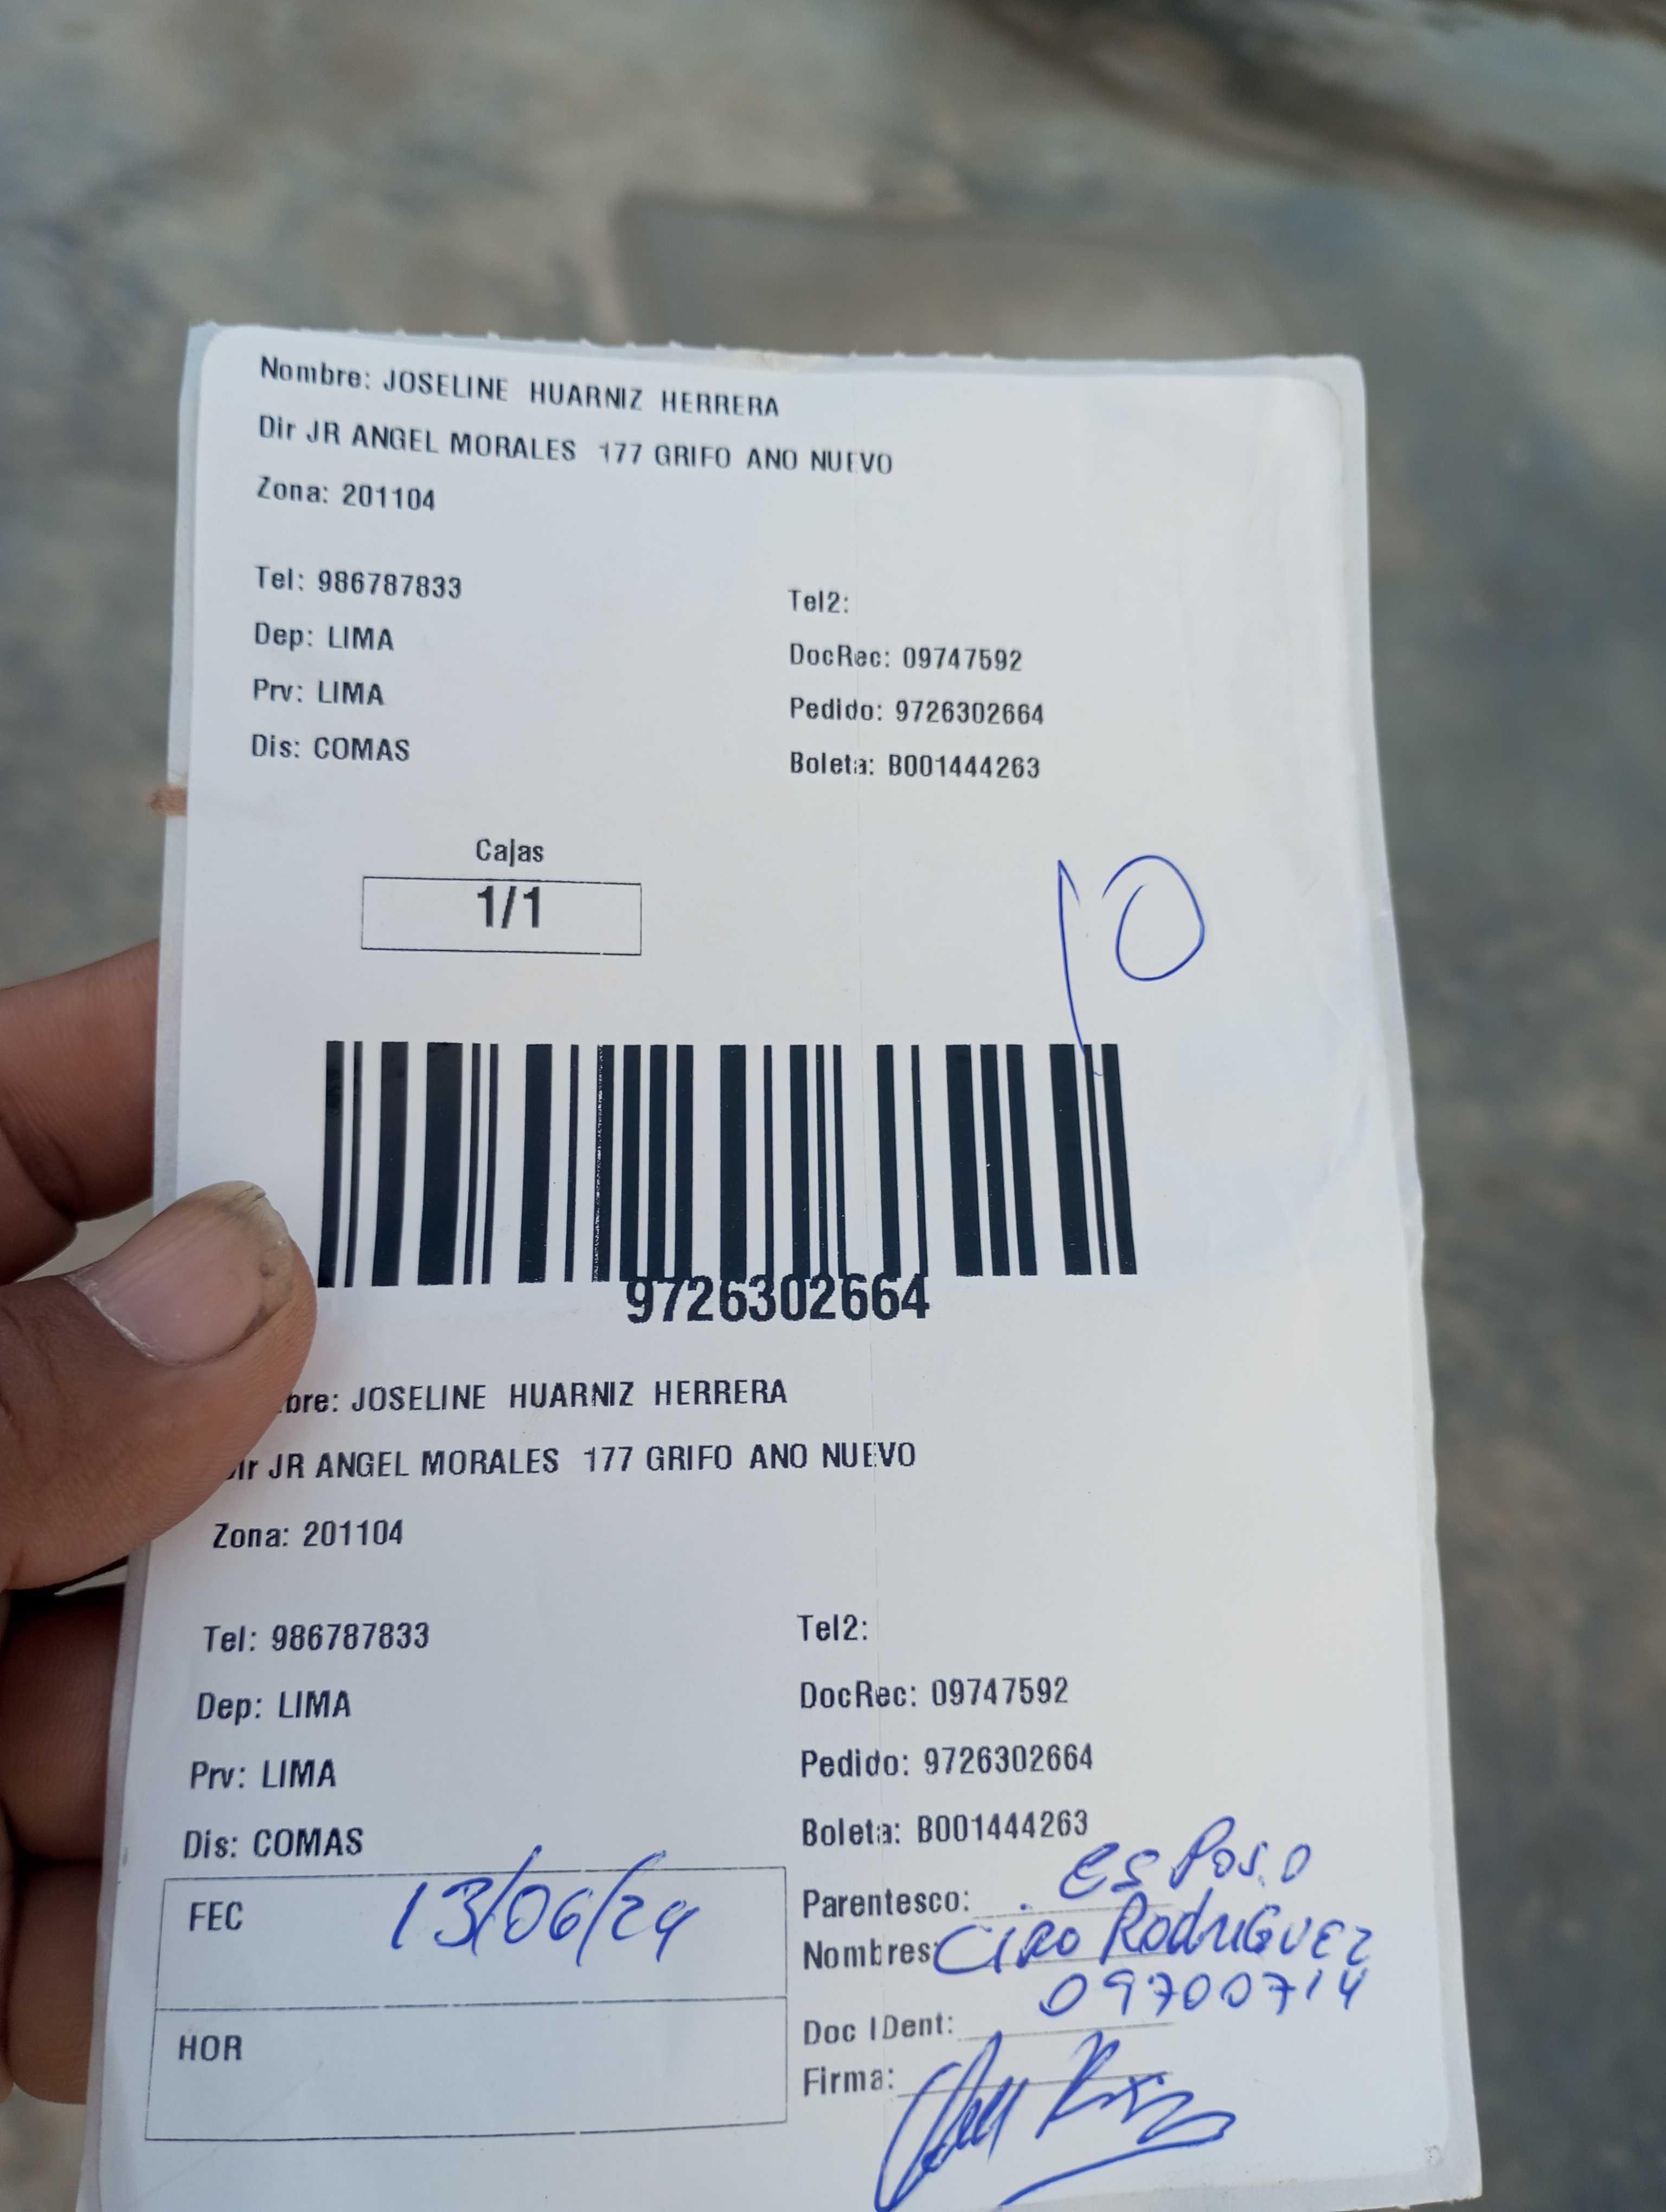 Nombre: JOSELINE HUARNIZ HERRERA
Dir JR ANGEL MORALES 177 GRIFO ANO NUEVO
Zona: 201104
Tel: 986787833
Tel2:
Dep: LIMA
DocRec: 09747592
Prv: LIMA
Pedido: 9726302664
Dis: COMAS
Boleta: B001444263
Cajas
1/1
10
9726302664
bre: JOSELINE HUARNIZ HERRERA
Dir JR ANGEL MORALES 177 GRIFO ANO NUEVO
Zona: 201104
Tel: 986787833
Tel2:
Dep: LIMA
DocRec: 09747592
Prv: LIMA
Pedido: 9726302664
Dis: COMAS
Boleta: B001444263
FEC 13/06/24
Parentesco: ESPOSO
Nombres: CIRO RODRIGUEZ
Doc IDent: 09700714
HOR
Firma: